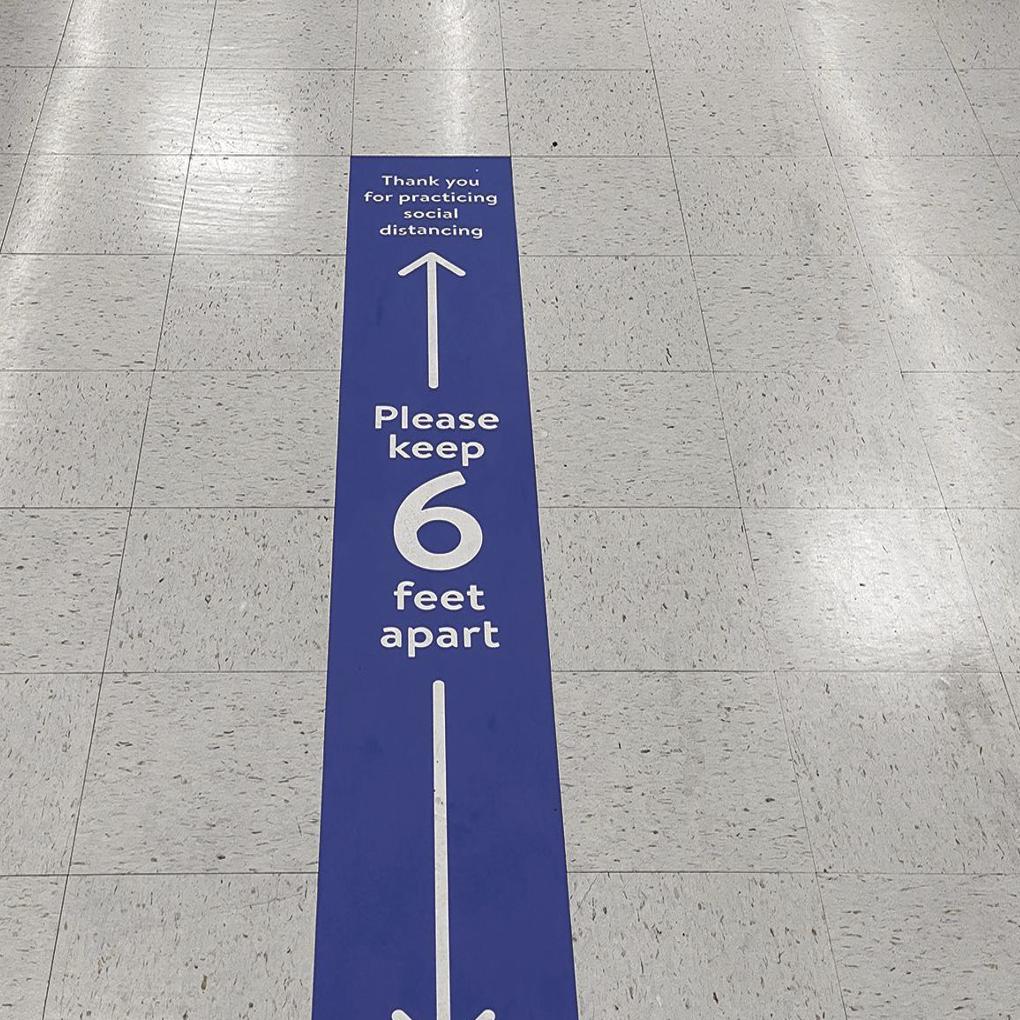 Thank you
for practicing
social
distancing
Please
keep
6
feet
apart